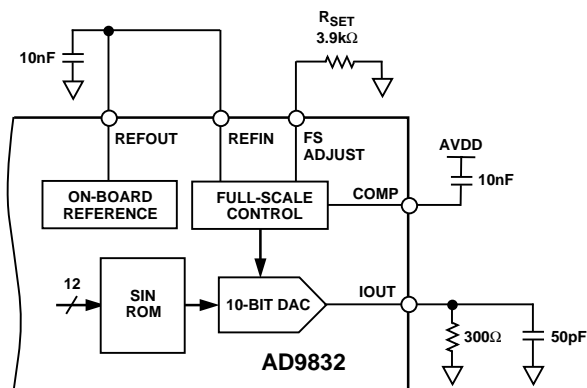 R_SET
3.9kΩ
10nF
REFOUT
REFIN
FS
ADJUST
AVDD
10nF
COMP
ON-BOARD
REFERENCE
FULL-SCALE
CONTROL
12
SIN
ROM
10-BIT DAC
IOUT
300Ω
50pF
AD9832